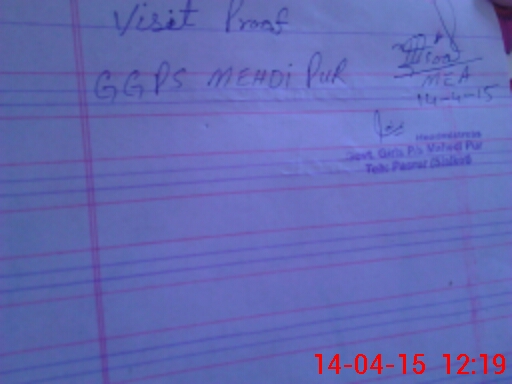 Visit Proof
GGPS MEHDI PUR
MEA
14-4-15
Headmistress
Govt. Girls P/s Mehdi Pur
Teh: Pasrur (Sialkot)
14-04-15 12:19